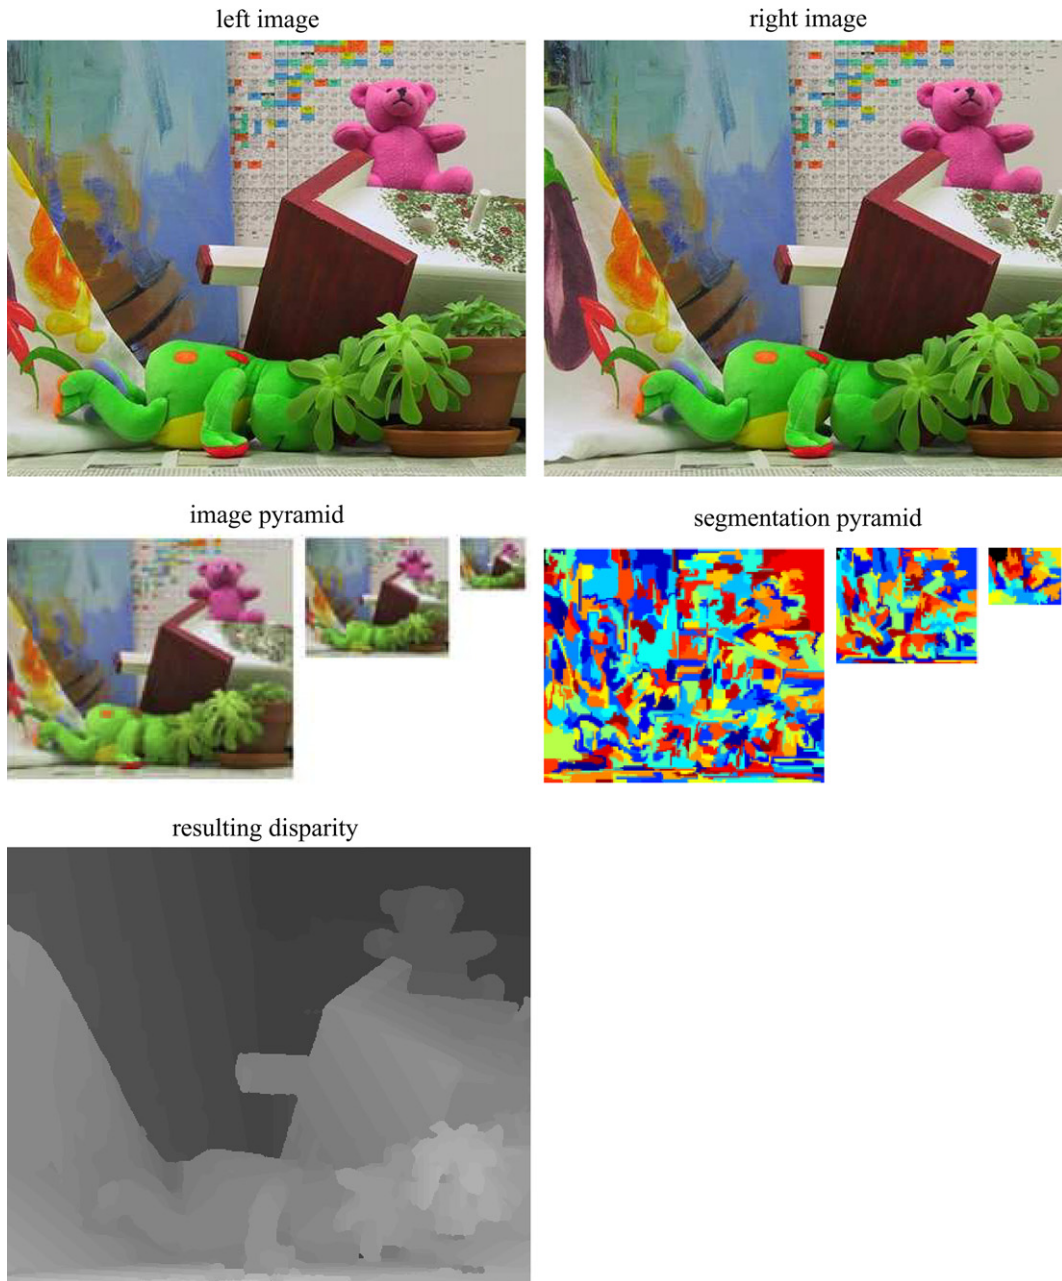 left image
right image
image pyramid
segmentation pyramid
resulting disparity